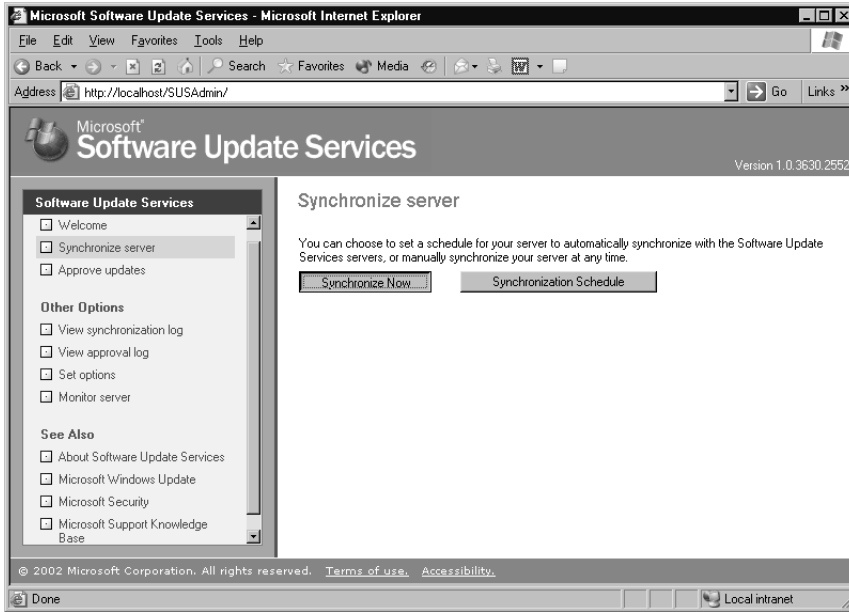 Microsoft Software Update Services - Microsoft Internet Explorer
File Edit View Favorites Tools Help
Back Search Favorites Media
Address http://localhost/SUSAdmin/ Go Links »
Microsoft®
Software Update Services
Version 1.0.3630.2552
Software Update Services
Welcome
Synchronize server
Approve updates
Other Options
View synchronization log
View approval log
Set options
Monitor server
See Also
About Software Update Services
Microsoft Windows Update
Microsoft Security
Microsoft Support Knowledge
Base
Synchronize server
You can choose to set a schedule for your server to automatically synchronize with the Software Update
Services servers, or manually synchronize your server at any time.
Synchronize Now Synchronization Schedule
© 2002 Microsoft Corporation. All rights reserved. Terms of use. Accessibility.
Done Local intranet